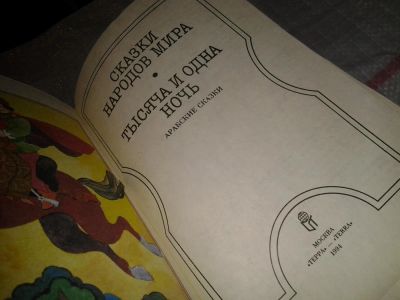 СКАЗКИ
НАРОДОВ МИРА
•
ТЫСЯЧА И ОДНА
НОЧЬ
АРАБСКИЕ СКАЗКИ
МОСКВА
«ТЕРРА» — «TERRA»
1994